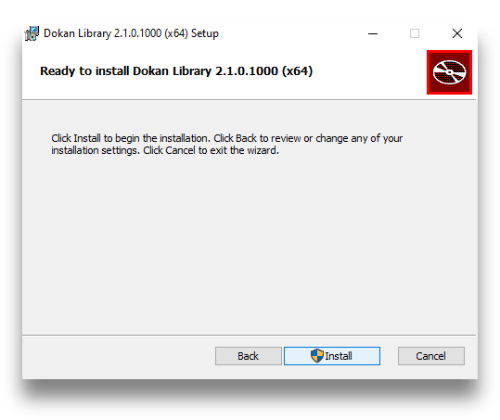 Dokan Library 2.1.0.1000 (x64) Setup
Ready to install Dokan Library 2.1.0.1000 (x64)
Click Install to begin the installation. Click Back to review or change any of your
installation settings. Click Cancel to exit the wizard.
Back
Install
Cancel